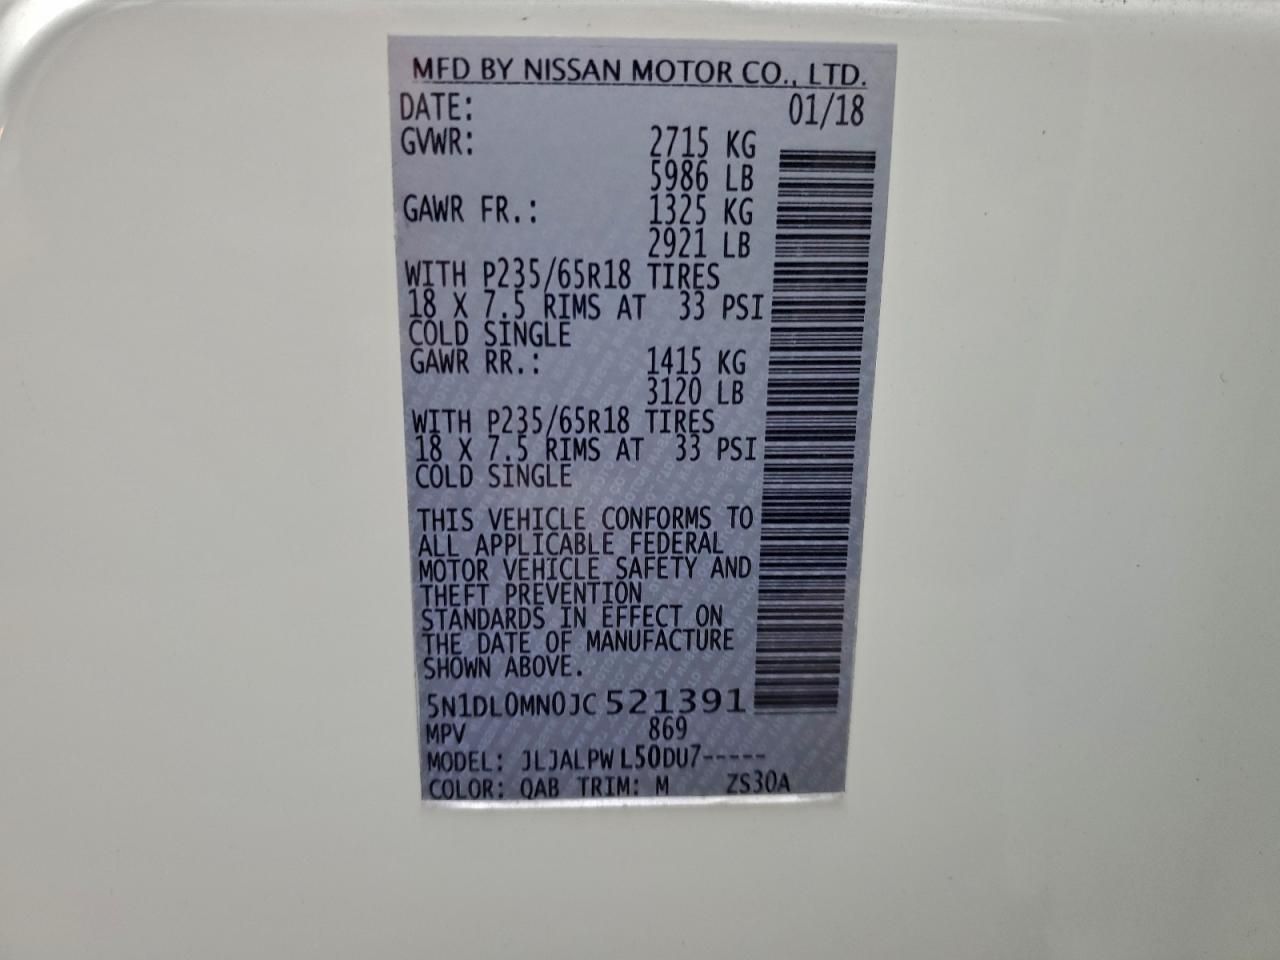 MFD BY NISSAN MOTOR CO., LTD.
DATE: 01/18
GVWR: 2715 KG
5986 LB
GAWR FR.: 1325 KG
2921 LB
WITH P235/65R18 TIRES
18 X 7.5 RIMS AT 33 PSI
COLD SINGLE
GAWR RR.: 1415 KG
3120 LB
WITH P235/65R18 TIRES
18 X 7.5 RIMS AT 33 PSI
COLD SINGLE
THIS VEHICLE CONFORMS TO
ALL APPLICABLE FEDERAL
MOTOR VEHICLE SAFETY AND
THEFT PREVENTION
STANDARDS IN EFFECT ON
THE DATE OF MANUFACTURE
SHOWN ABOVE.
5N1DL0MN0JC521391
MPV 869
MODEL: JLJALPW L50DU7-----
COLOR: QAB TRIM: M ZS30A